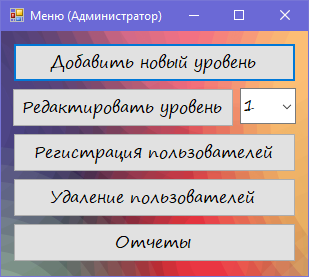 Меню (Администратор)
Добавить новый уровень
Редактировать уровень 1
Регистрация пользователей
Удаление пользователей
Отчеты